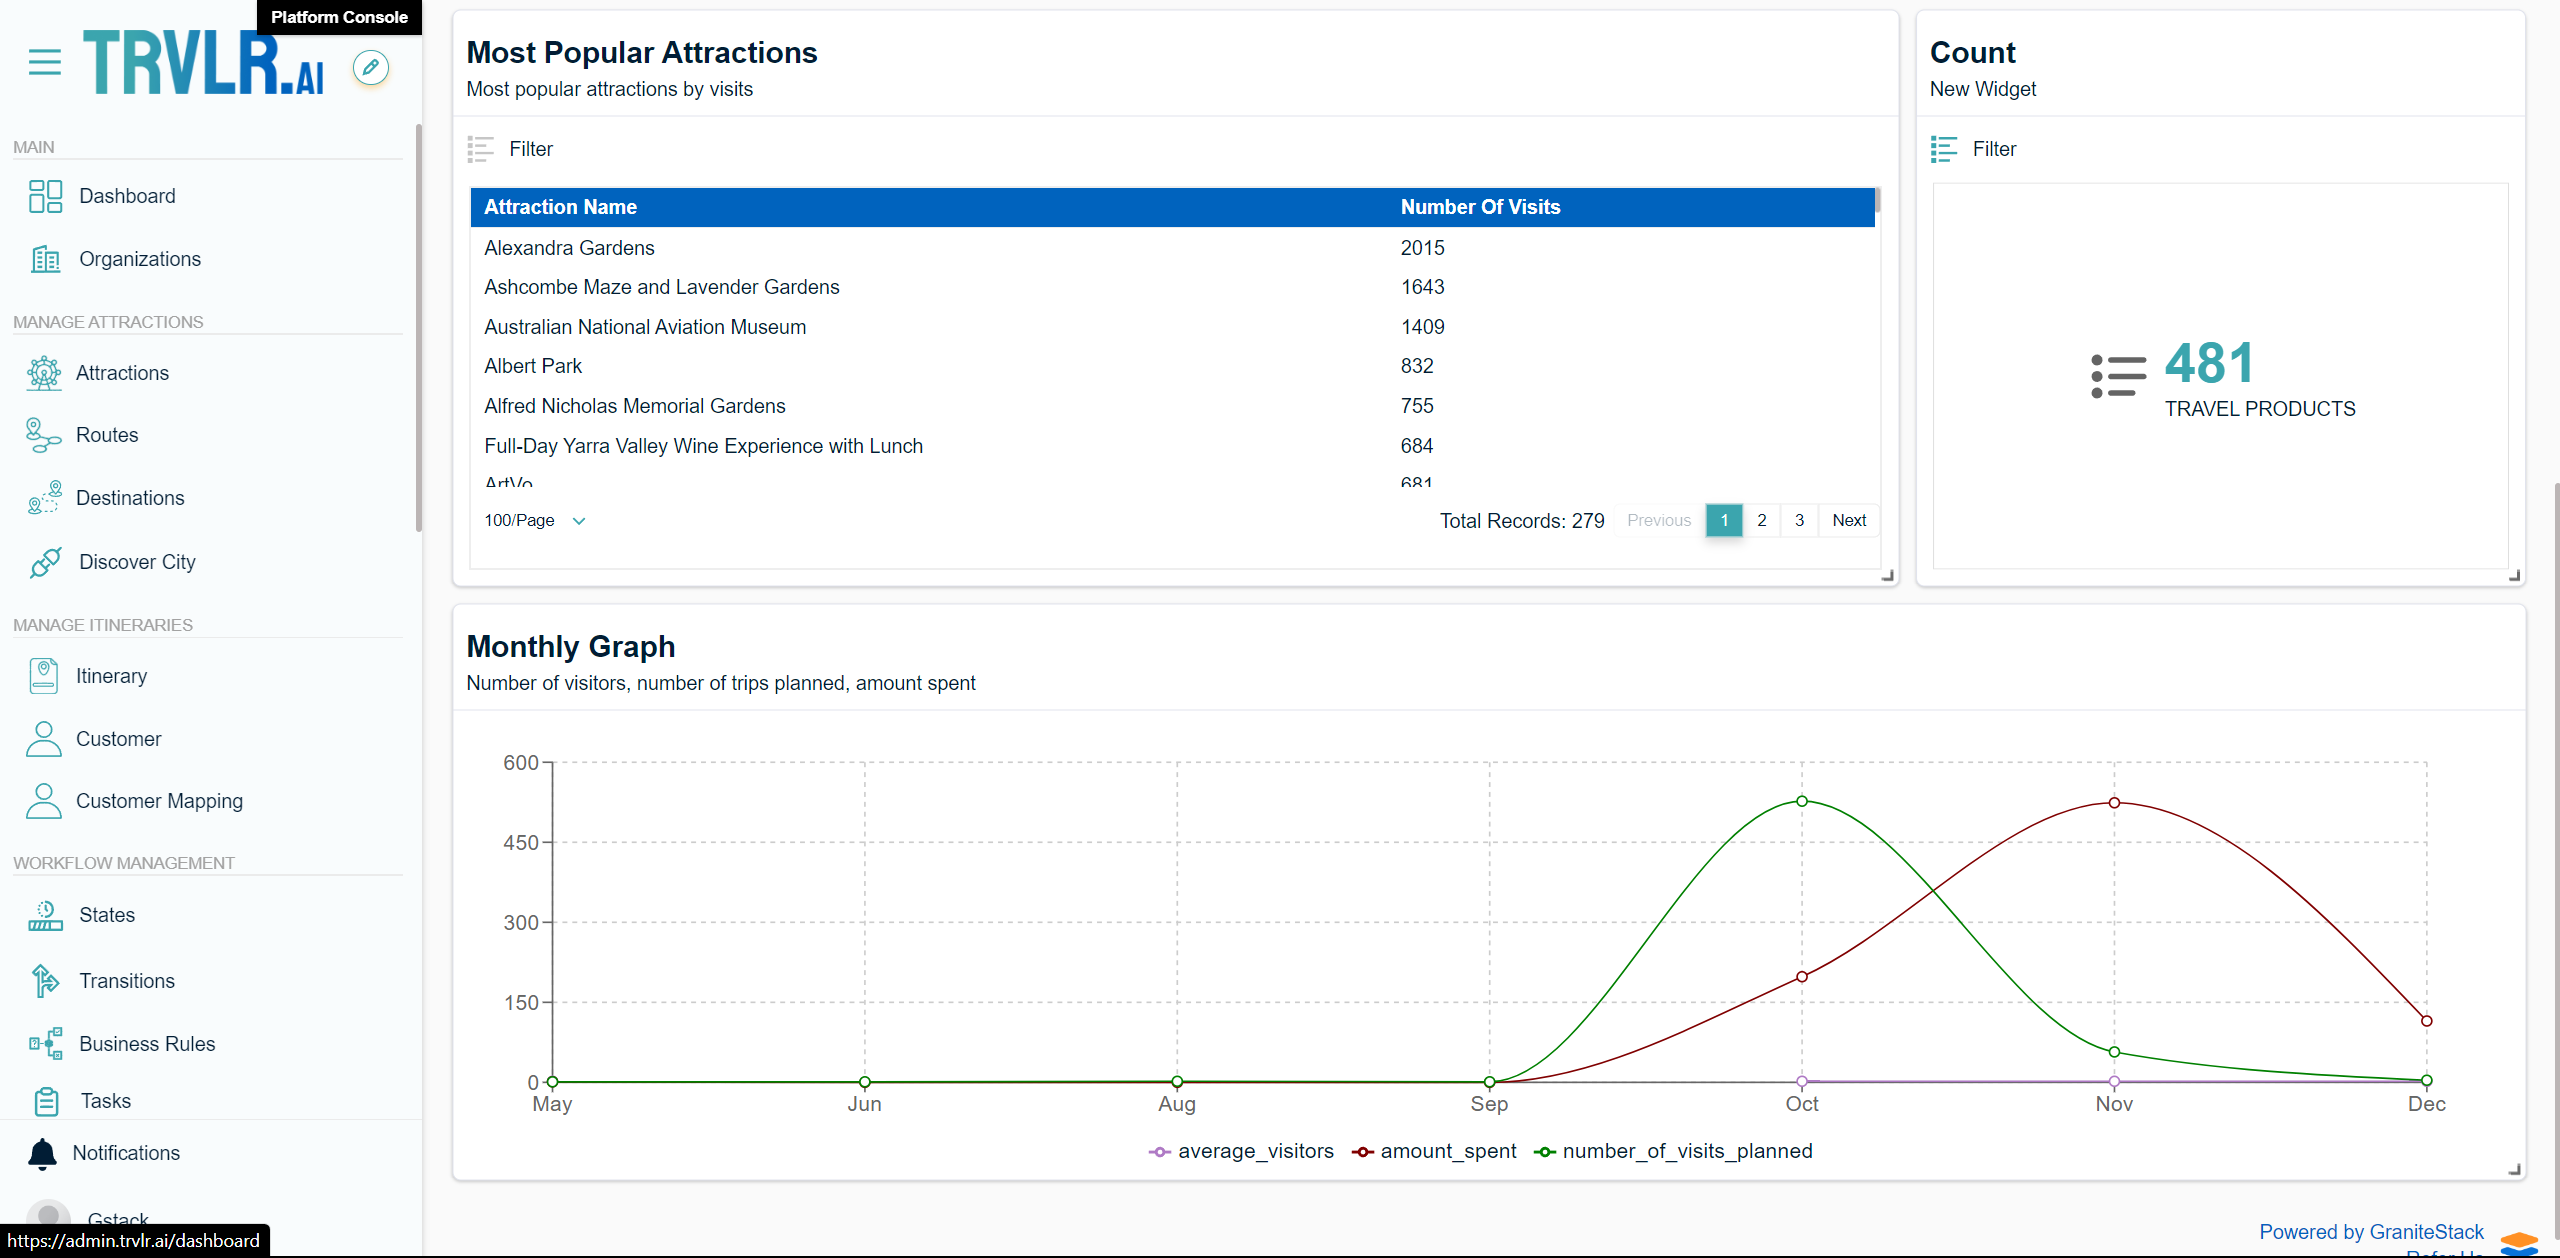 Platform Console
TRVLR.AI
MAIN
Dashboard
Organizations
MANAGE ATTRACTIONS
Attractions
Routes
Destinations
Discover City
MANAGE ITINERARIES
Itinerary
Customer
Customer Mapping
WORKFLOW MANAGEMENT
States
Transitions
Business Rules
Tasks
Notifications
Gstack
https://admin.trvlr.ai/dashboard
Most Popular Attractions
Most popular attractions by visits
Filter
Attraction Name Number Of Visits
Alexandra Gardens 2015
Ashcombe Maze and Lavender Gardens 1643
Australian National Aviation Museum 1409
Albert Park 832
Alfred Nicholas Memorial Gardens 755
Full-Day Yarra Valley Wine Experience with Lunch 684
ArtVo 681
100/Page Total Records: 279 Previous 1 2 3 Next
Count
New Widget
Filter
481
TRAVEL PRODUCTS
Monthly Graph
Number of visitors, number of trips planned, amount spent
600
450
300
150
0
May Jun Aug Sep Oct Nov Dec
average_visitors amount_spent number_of_visits_planned
Powered by GraniteStack
Refer Us